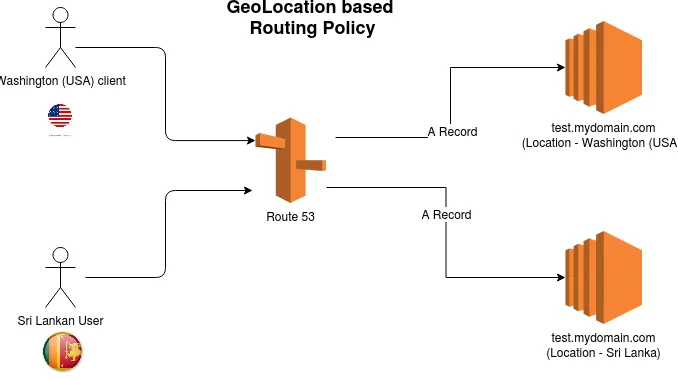 GeoLocation based
Routing Policy
Washington (USA) client
A Record
test.mydomain.com
(Location - Washington (USA
Route 53
A Record
Sri Lankan User
test.mydomain.com
(Location - Sri Lanka)